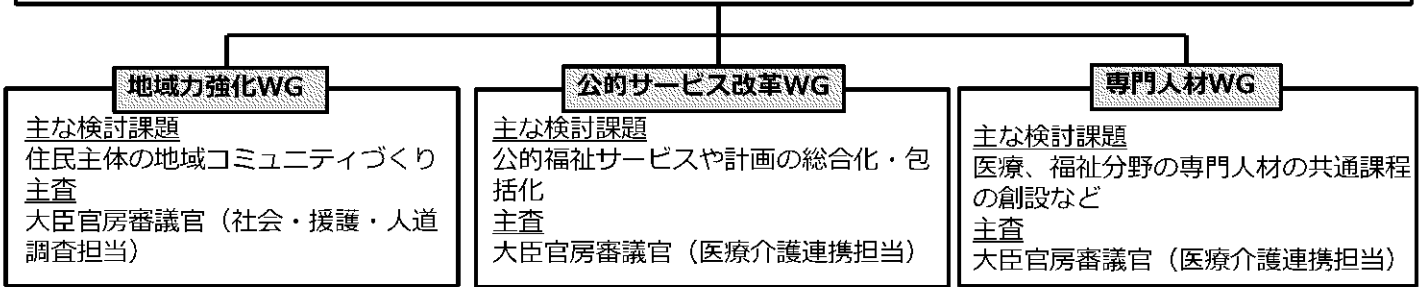 地域力強化WG
主な検討課題
住民主体の地域コミュニティづくり
主査
大臣官房審議官（社会・援護・人道
調査担当）
公的サービス改革WG
主な検討課題
公的福祉サービスや計画の総合化・包
括化
主査
大臣官房審議官（医療介護連携担当）
専門人材WG
主な検討課題
医療、福祉分野の専門人材の共通課程
の創設など
主査
大臣官房審議官（医療介護連携担当）